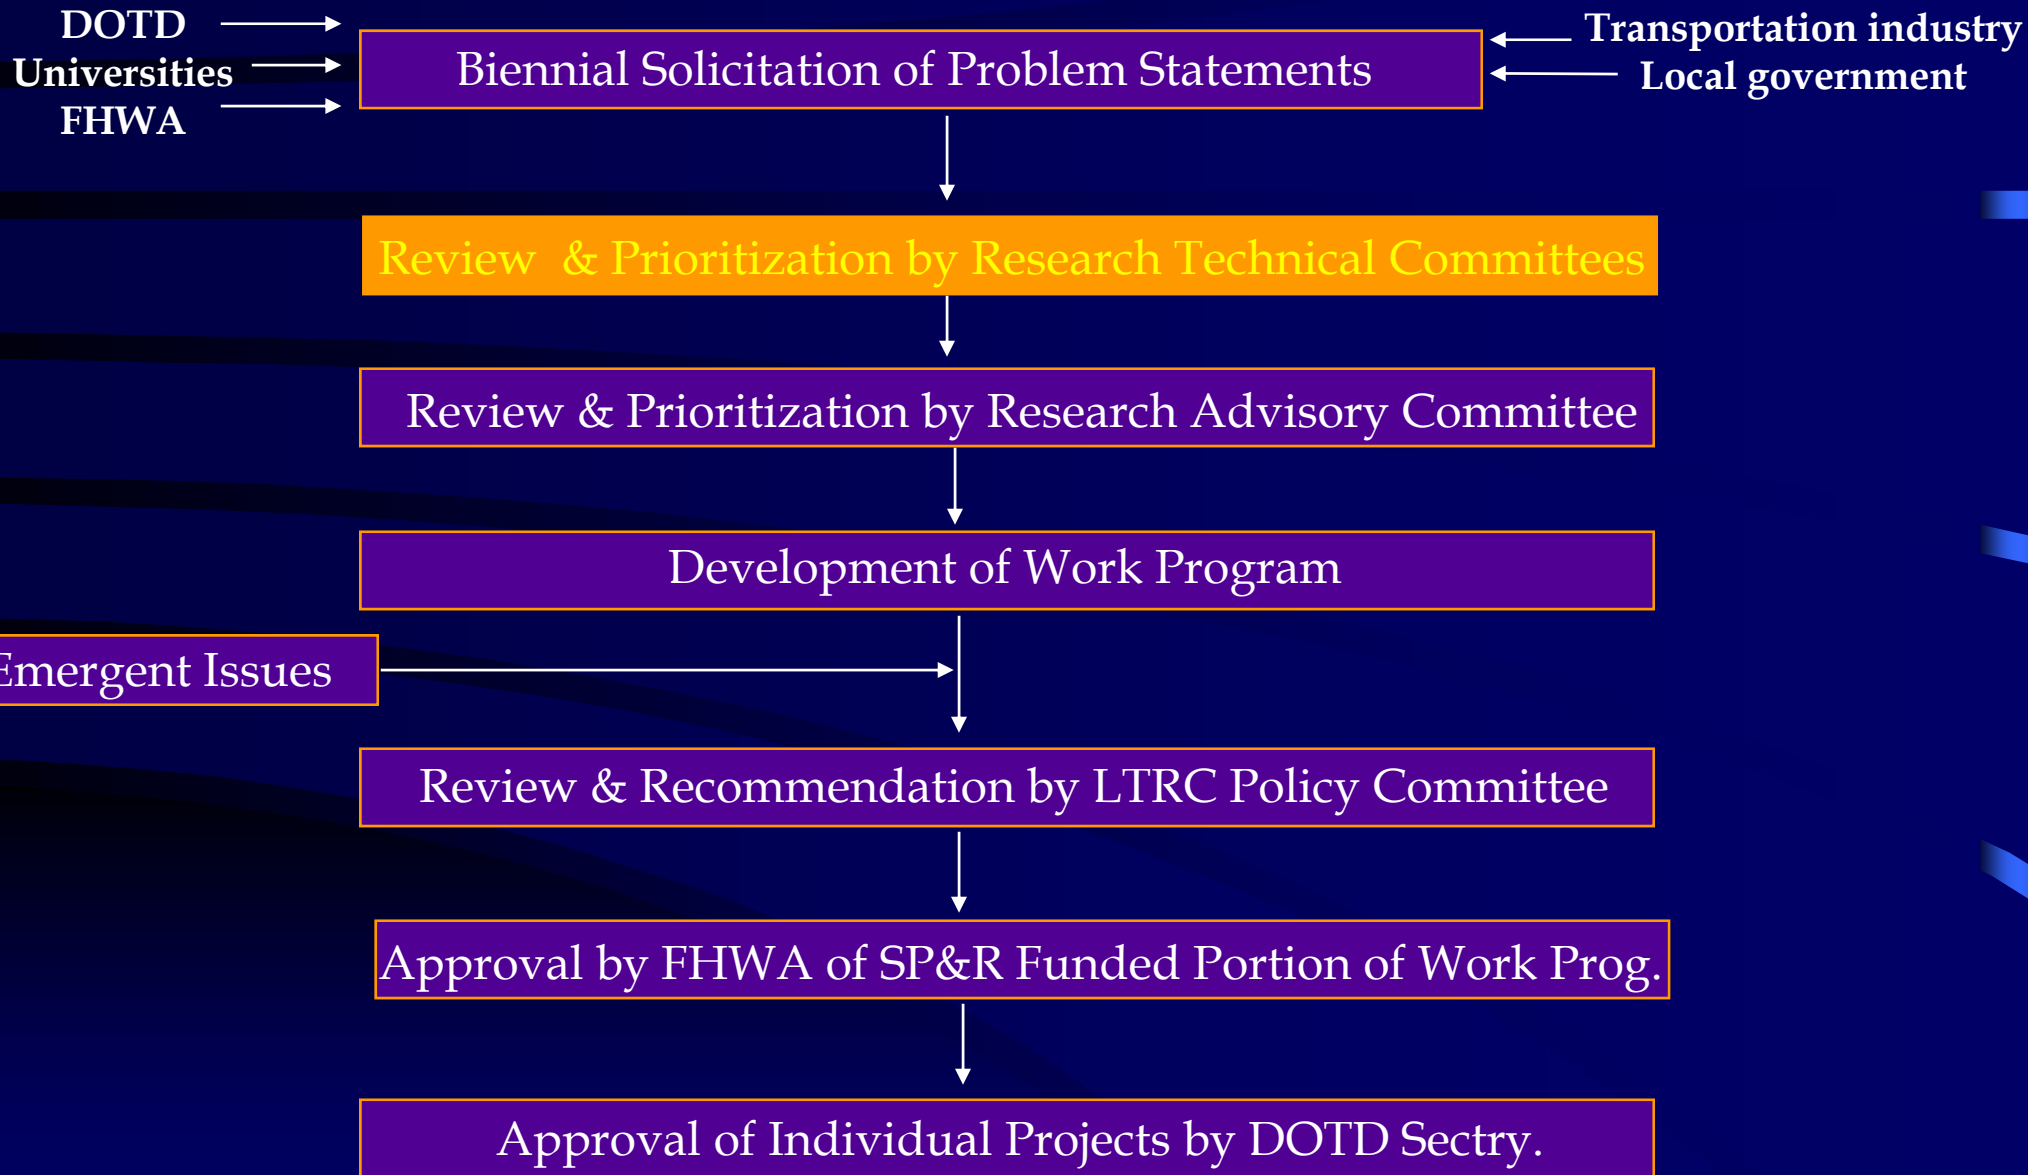 DOTD
Universities
FHWA
Transportation industry
Local government
Biennial Solicitation of Problem Statements
Review & Prioritization by Research Technical Committees
Review & Prioritization by Research Advisory Committee
Development of Work Program
Emergent Issues
Review & Recommendation by LTRC Policy Committee
Approval by FHWA of SP&R Funded Portion of Work Prog.
Approval of Individual Projects by DOTD Sectry.